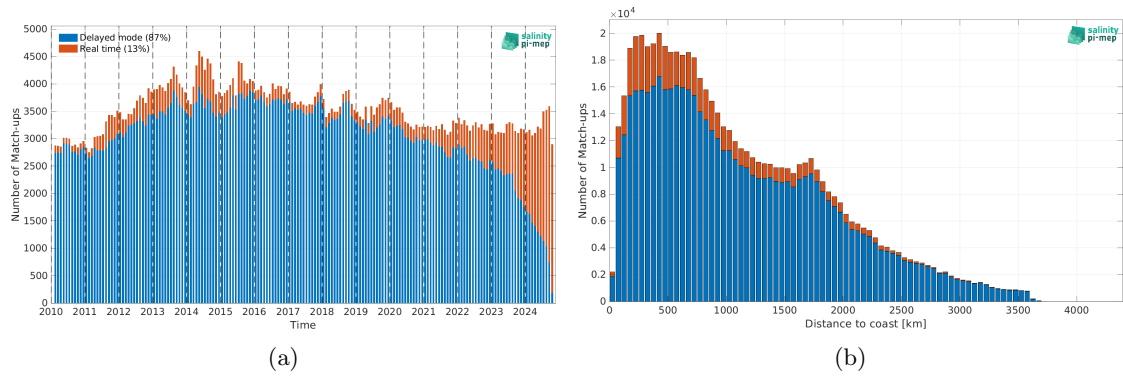 Delayed mode (87%)
Real time (13%)
salinity
pi-mep
Number of Match-ups
5000
4500
4000
3500
3000
2500
2000
1500
1000
500
0
2010 2011 2012 2013 2014 2015 2016 2017 2018 2019 2020 2021 2022 2023 2024
Time
(a)
×10⁴
salinity
pi-mep
Number of Match-ups
2
1.8
1.6
1.4
1.2
1
0.8
0.6
0.4
0.2
0
0 500 1000 1500 2000 2500 3000 3500 4000
Distance to coast [km]
(b)